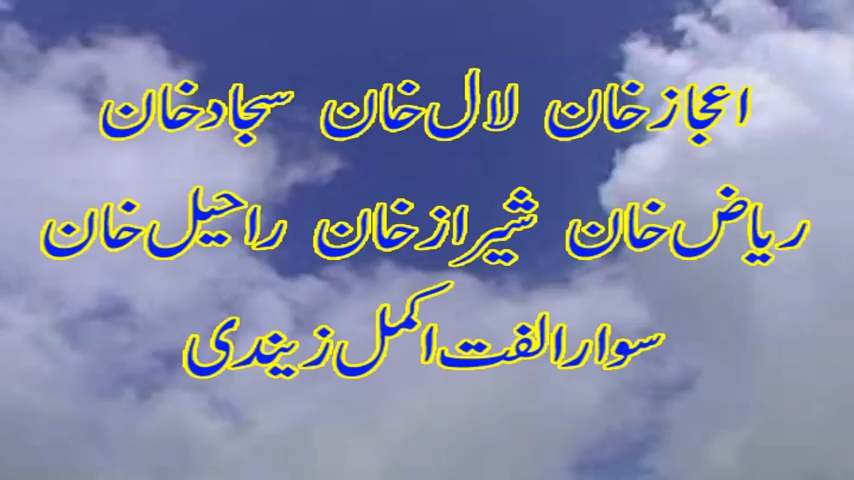 اعجاز خان لال خان سجاد خان
ریاض خان شیراز خان راحیل خان
سوار الفت اکمل زیندی